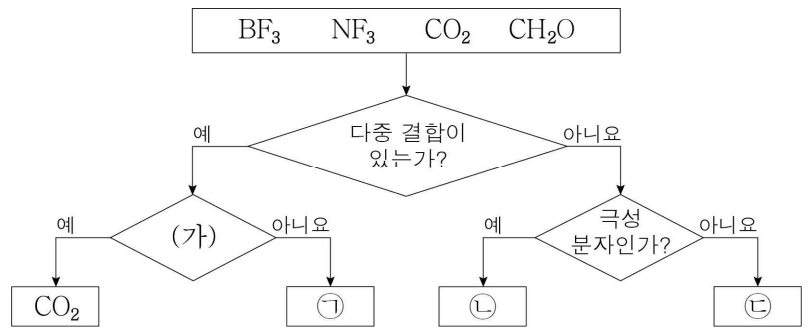 BF₃ NF₃ CO₂ CH₂O
다중 결합이
있는가?
예
아니요
(가)
예
아니요
극성
분자인가?
예
아니요
CO₂
㉠
㉡
㉢